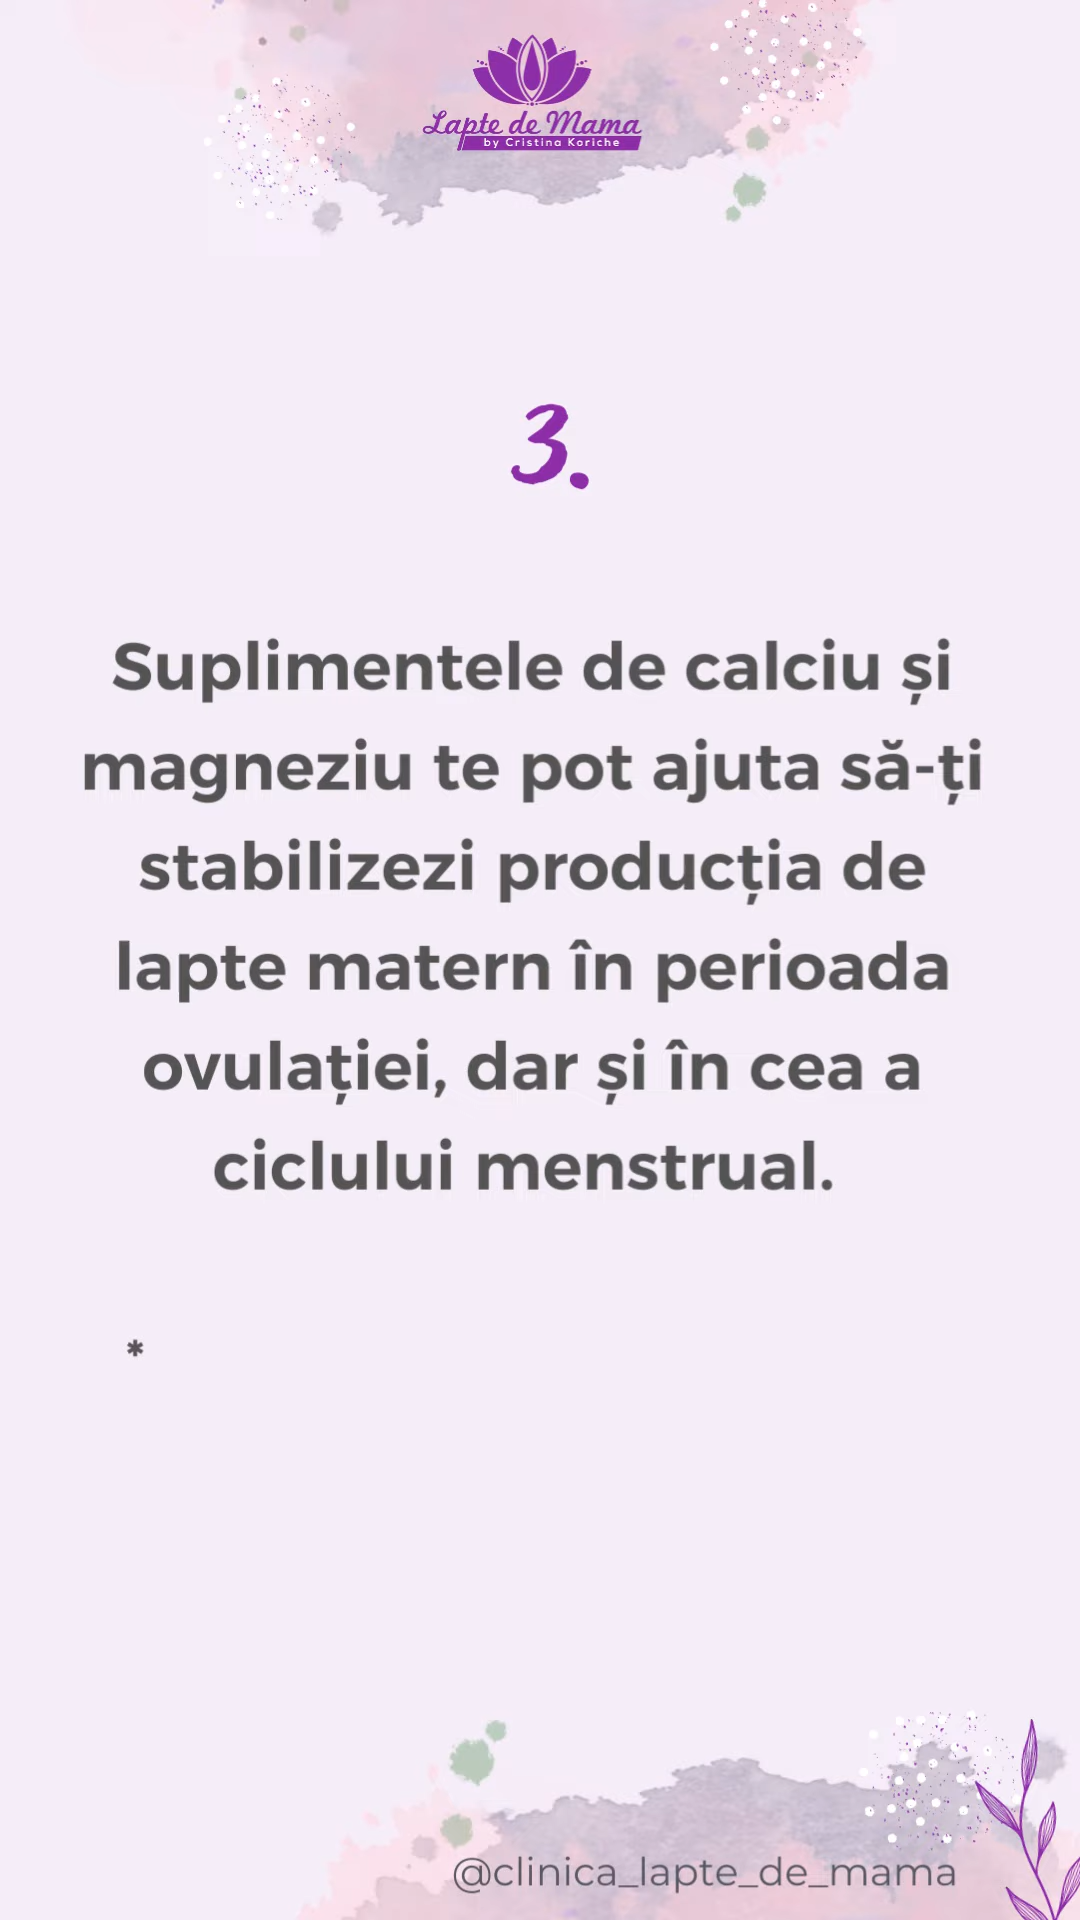 Lapte de Mama
by Cristina Koriche
3.
Suplimentele de calciu și
magneziu te pot ajuta să-ți
stabilizezi producția de
lapte matern în perioada
ovulației, dar și în cea a
ciclului menstrual.
*
@clinica_lapte_de_mama